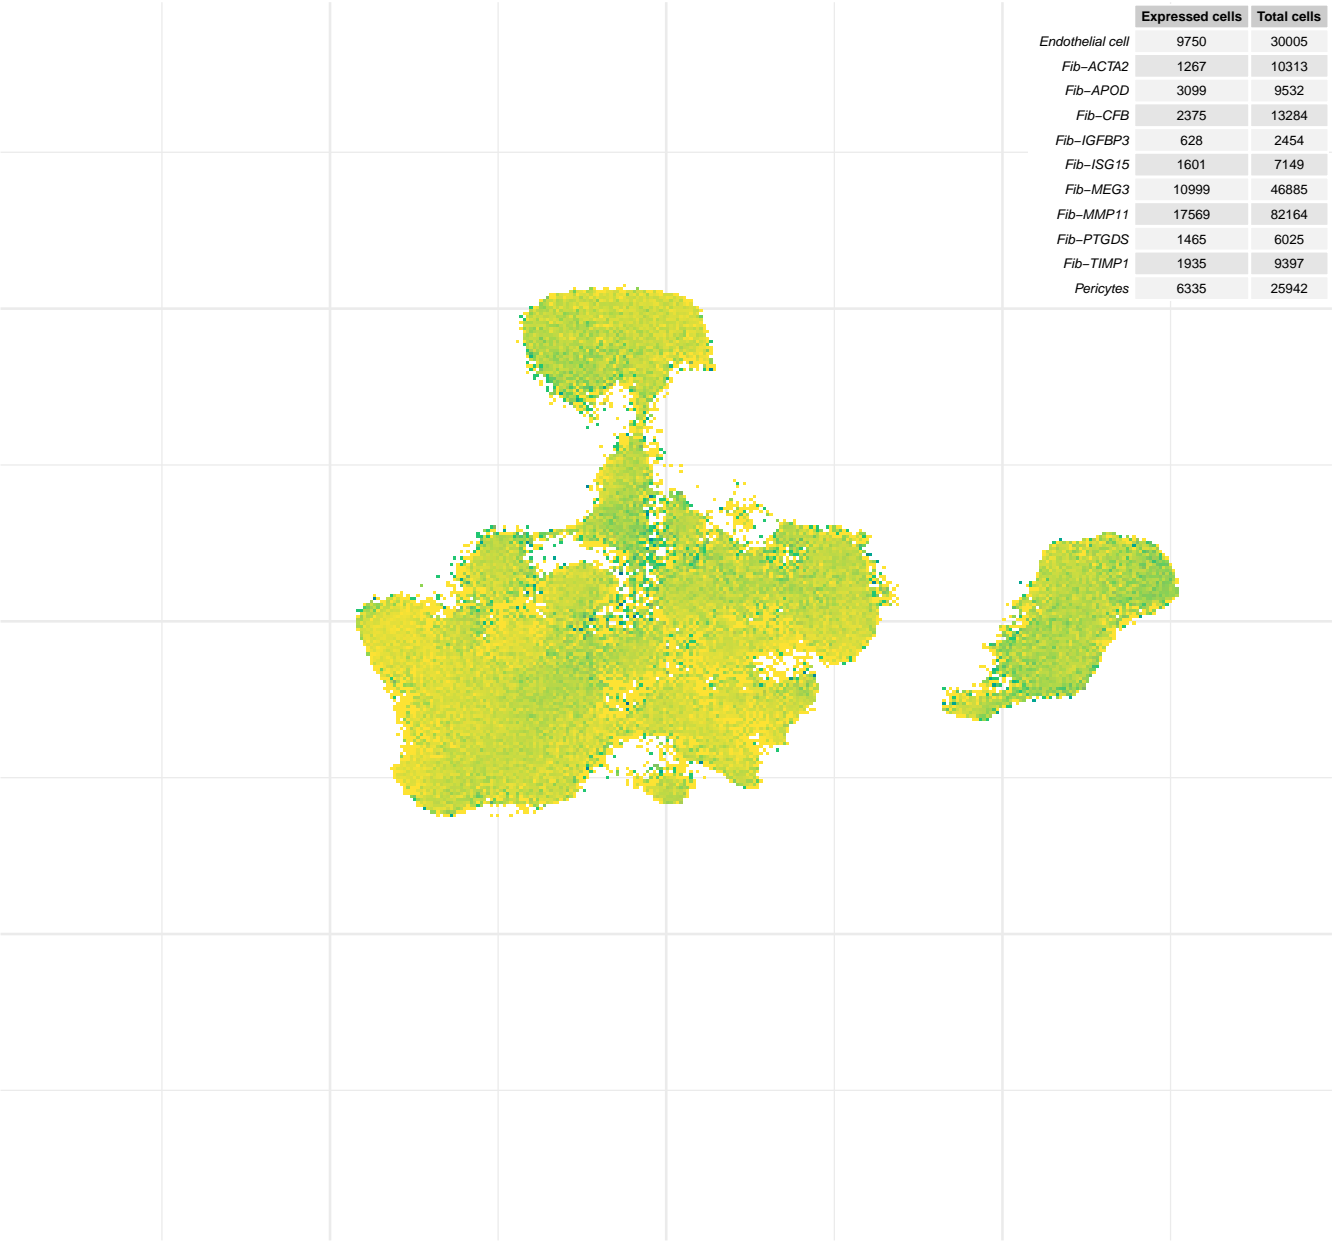 Expressed cells Total cells
Endothelial cell 9750 30005
Fib−ACTA2 1267 10313
Fib−APOD 3099 9532
Fib−CFB 2375 13284
Fib−IGFBP3 628 2454
Fib−ISG15 1601 7149
Fib−MEG3 10999 46885
Fib−MMP11 17569 82164
Fib−PTGDS 1465 6025
Fib−TIMP1 1935 9397
Pericytes 6335 25942